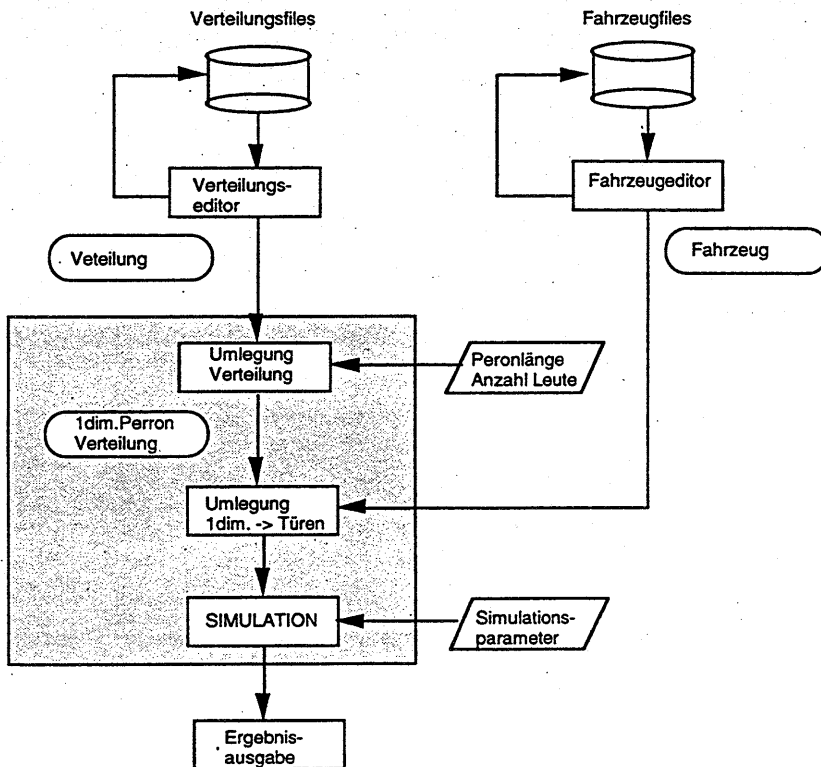 Verteilungsfiles
Fahrzeugfiles
Verteilungs-
editor
Fahrzeugeditor
Veteilung
Fahrzeug
Umlegung
Verteilung
Peronlänge
Anzahl Leute
1dim.Perron
Verteilung
Umlegung
1dim. -> Türen
SIMULATION
Simulations-
parameter
Ergebnis-
ausgabe